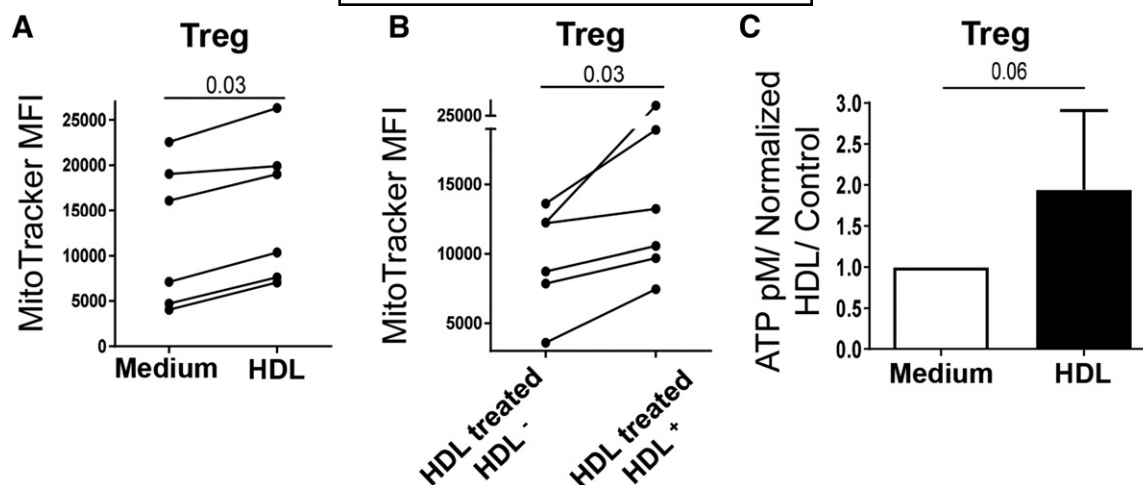 A
Treg
0.03
MitoTracker MFI
25000
20000
15000
10000
5000
0
Medium
HDL
B
Treg
0.03
MitoTracker MFI
25000
15000
10000
5000
HDL treated
HDL -
HDL treated
HDL +
C
Treg
0.06
ATP pM/ Normalized
HDL/ Control
3.0
2.5
2.0
1.5
1.0
0.5
0.0
Medium
HDL